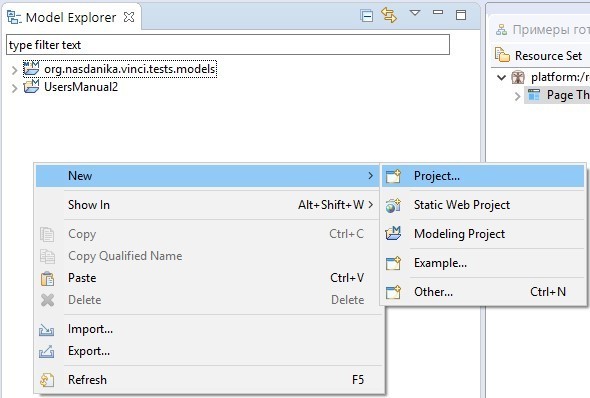 Model Explorer
type filter text
org.nasdanika.vinci.tests.models
UsersManual2
Примеры гот
Resource Set
platform:/r
Page Th
New
Show In Alt+Shift+W
Copy Ctrl+C
Copy Qualified Name
Paste Ctrl+V
Delete Delete
Import...
Export...
Refresh F5
Project...
Static Web Project
Modeling Project
Example...
Other... Ctrl+N